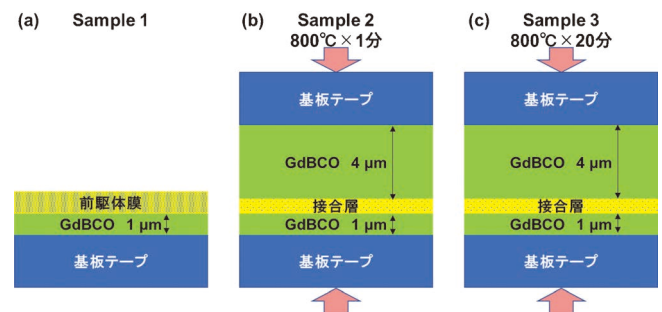 (a) Sample 1
前駆体膜
GdBCO 1 μm
基板テープ
(b) Sample 2
800℃×1分
基板テープ
GdBCO 4 μm
接合層
GdBCO 1 μm
基板テープ
(c) Sample 3
800℃×20分
基板テープ
GdBCO 4 μm
接合層
GdBCO 1 μm
基板テープ